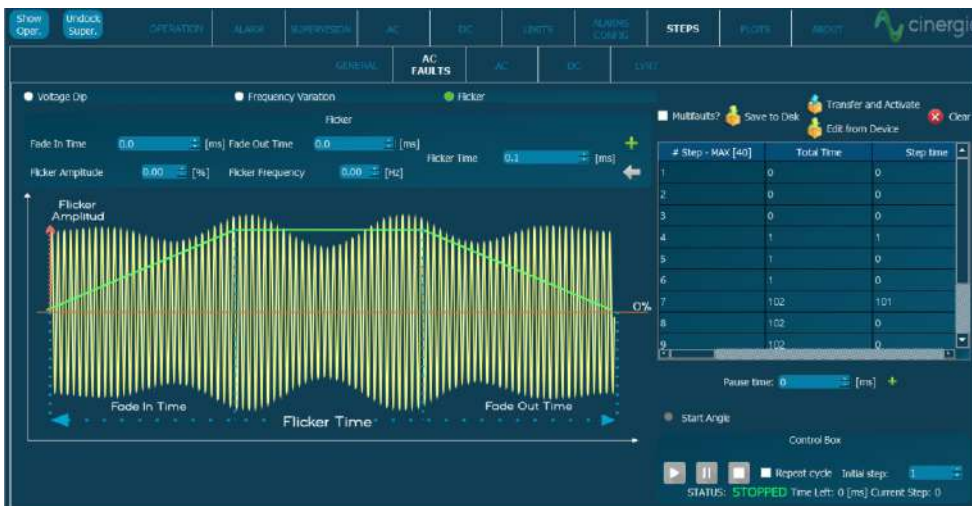 Show Oper.
Undock Super.
OPERATION
ALARM
SUPERVISION
AC
DC
LIMITS
ALARMS CONFIG
STEPS
PLOTS
ABOUT
cinergia
GENERAL
AC FAULTS
AC
DC
LVRT
Voltage Dip
Frequency Variation
Flicker
Flicker
Fade In Time 0.0 [ms] Fade Out Time 0.0 [ms]
Flicker Time 0.1 [ms]
Flicker Amplitude 0.00 [%] Flicker Frequency 0.00 [Hz]
Flicker
Amplitud
0%
Fade In Time
Flicker Time
Fade Out Time
Multifaults?
Save to Disk
Transfer and Activate
Edit from Device
Clear
# Step - MAX [40] Total Time Step time
1 0 0
2 0 0
3 0 0
4 1 1
5 1 0
6 1 0
7 102 101
8 102 0
9 102 0
Pause time: 0 [ms]
Start Angle
Control Box
Repeat cycle Initial step: 1
STATUS: STOPPED Time Left: 0 [ms] Current Step: 0